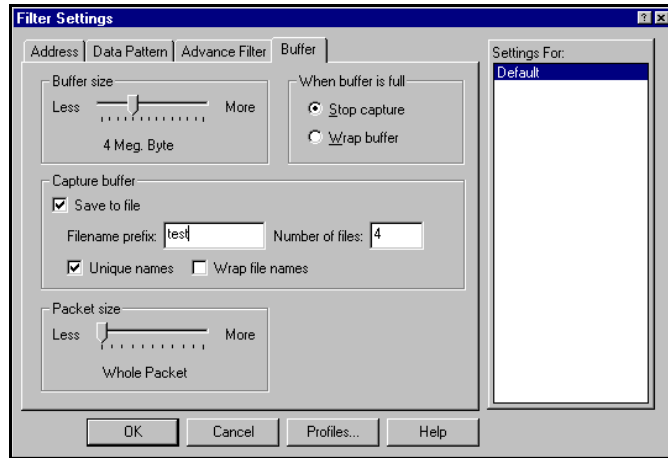 Filter Settings
Address Data Pattern Advance Filter Buffer
Buffer size
Less More
4 Meg. Byte
When buffer is full
Stop capture
Wrap buffer
Capture buffer
Save to file
Filename prefix: test Number of files: 4
Unique names Wrap file names
Packet size
Less More
Whole Packet
Settings For:
Default
OK Cancel Profiles... Help